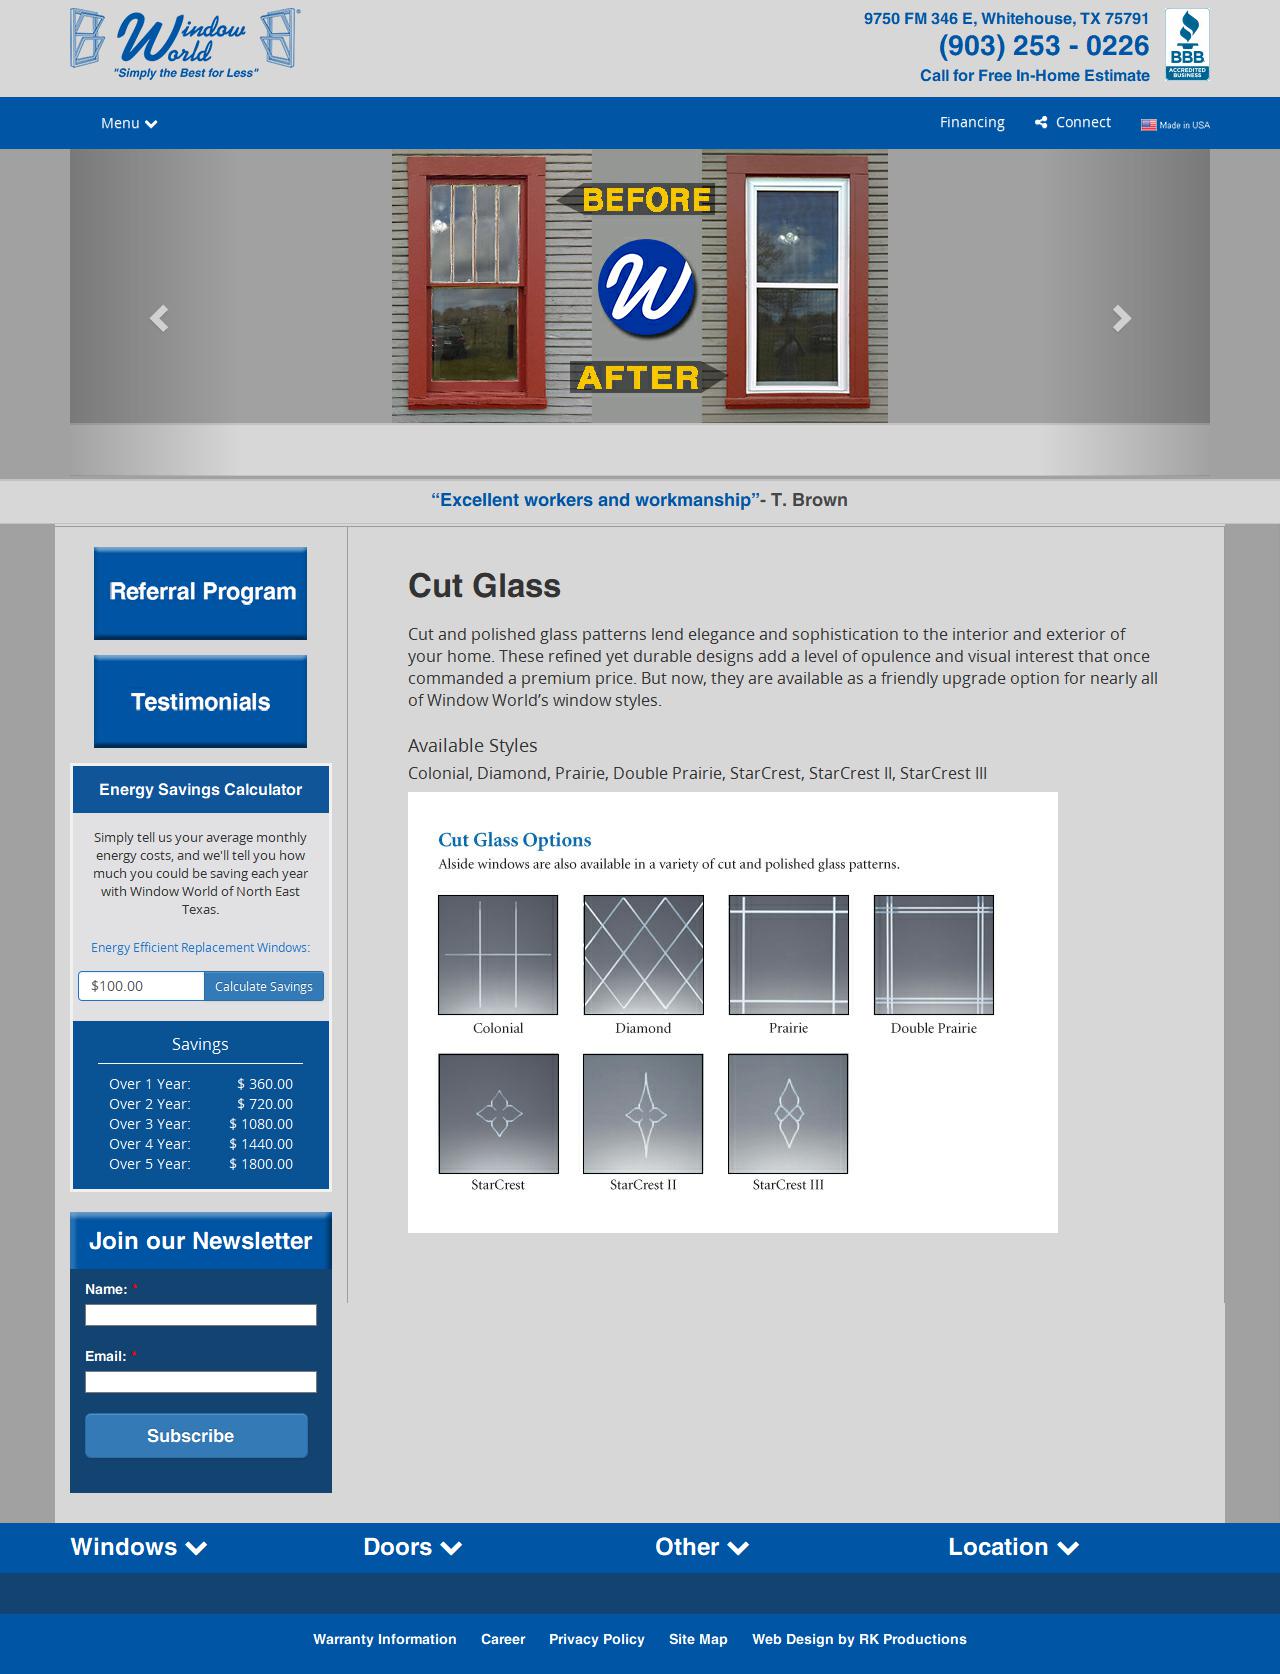 Window World
"Simply the Best for Less"
9750 FM 346 E, Whitehouse, TX 75791
(903) 253 - 0226
Call for Free In-Home Estimate
BBB
ACCREDITED
BUSINESS
Menu
Financing
Connect
Made in USA
BEFORE
W
AFTER
“Excellent workers and workmanship”- T. Brown
Referral Program
Testimonials
Energy Savings Calculator
Simply tell us your average monthly
energy costs, and we'll tell you how
much you could be saving each year
with Window World of North East
Texas.
Energy Efficient Replacement Windows:
$100.00 Calculate Savings
Savings
Over 1 Year: $ 360.00
Over 2 Year: $ 720.00
Over 3 Year: $ 1080.00
Over 4 Year: $ 1440.00
Over 5 Year: $ 1800.00
Join our Newsletter
Name: *
Email: *
Subscribe
Cut Glass
Cut and polished glass patterns lend elegance and sophistication to the interior and exterior of
your home. These refined yet durable designs add a level of opulence and visual interest that once
commanded a premium price. But now, they are available as a friendly upgrade option for nearly all
of Window World’s window styles.
Available Styles
Colonial, Diamond, Prairie, Double Prairie, StarCrest, StarCrest II, StarCrest III
Cut Glass Options
Alside windows are also available in a variety of cut and polished glass patterns.
Colonial Diamond Prairie Double Prairie
StarCrest StarCrest II StarCrest III
Windows Doors Other Location
Warranty Information Career Privacy Policy Site Map Web Design by RK Productions